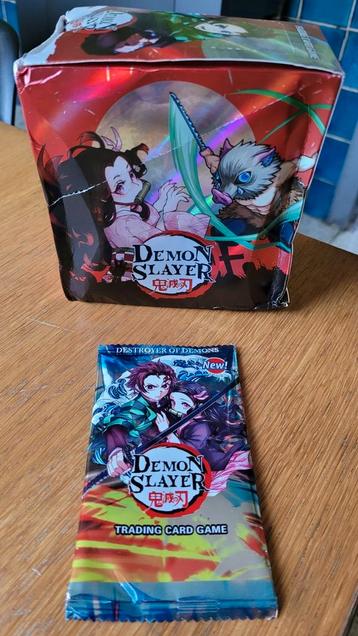 DEMON
SLAYER
鬼滅刃
DESTROYER OF DEMONS
New!
DEMON
SLAYER
鬼滅刃
TRADING CARD GAME